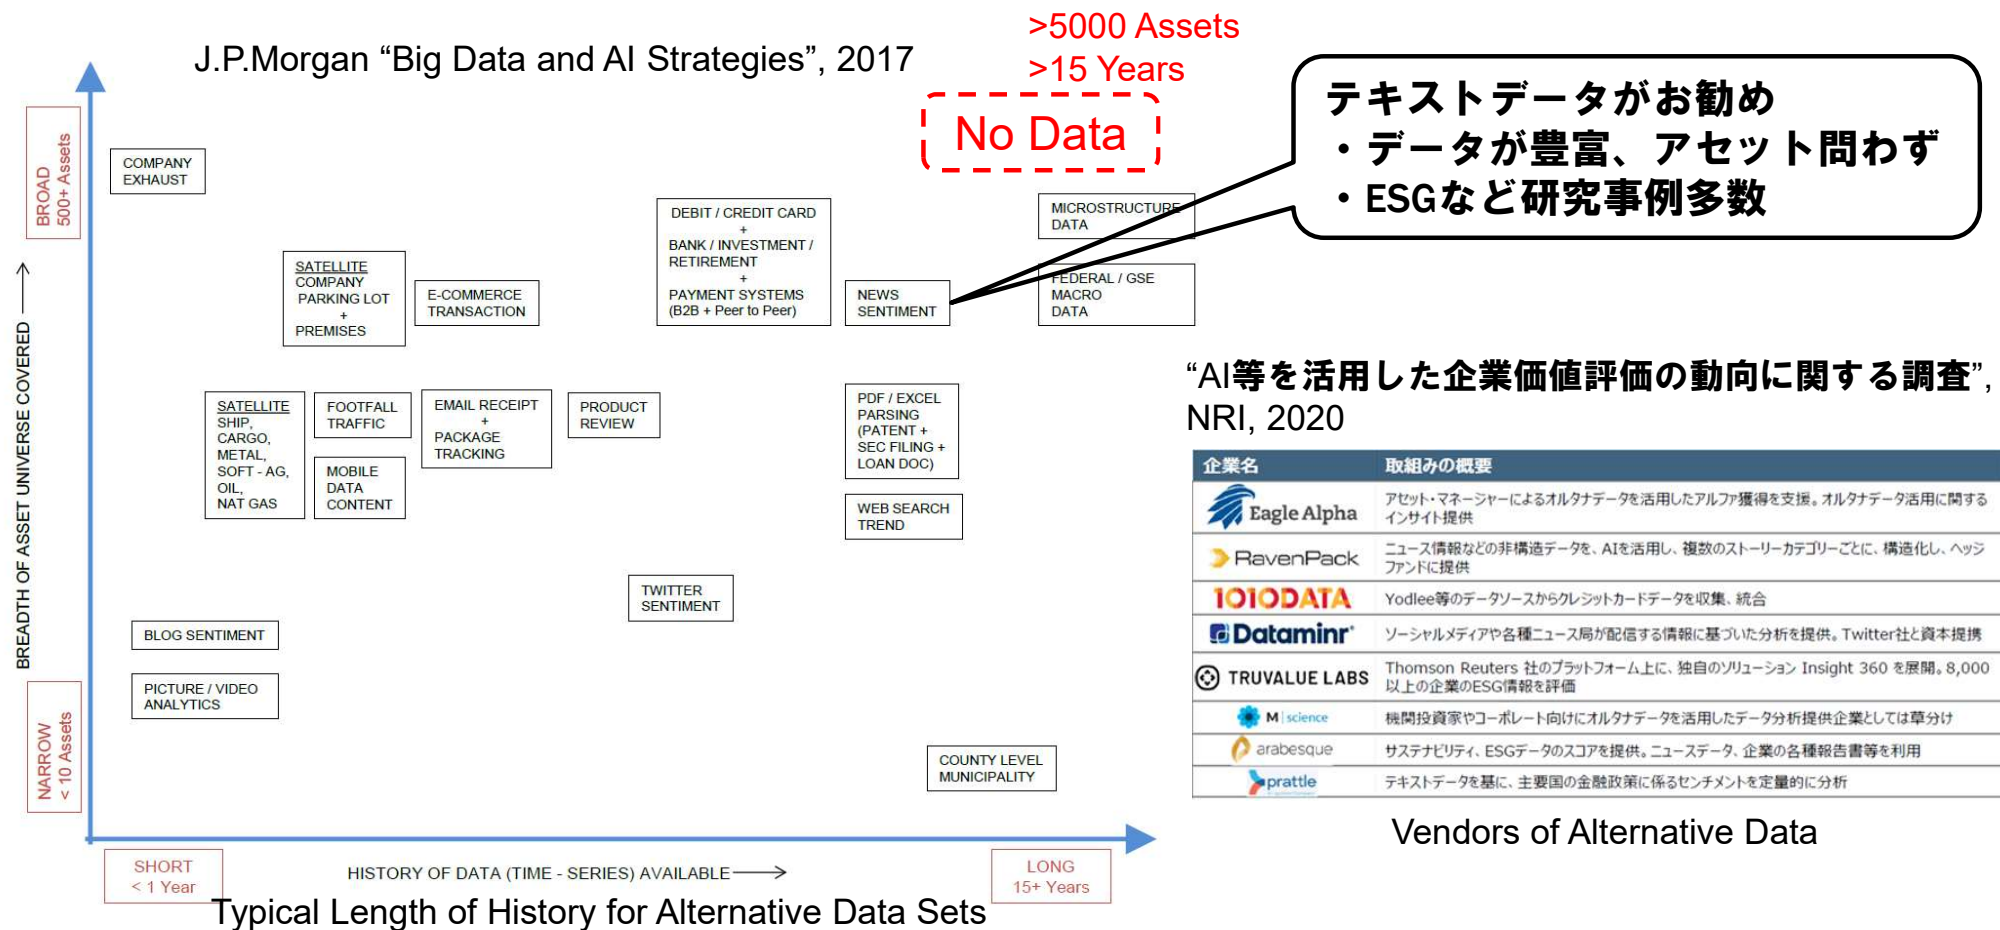 J.P.Morgan “Big Data and AI Strategies”, 2017
>5000 Assets
>15 Years
No Data
テキストデータがお勧め
・データが豊富、アセット問わず
・ESGなど研究事例多数
BROAD
500+ Assets
BREADTH OF ASSET UNIVERSE COVERED
NARROW
< 10 Assets
COMPANY
EXHAUST
SATELLITE
COMPANY
PARKING LOT
+
PREMISES
E-COMMERCE
TRANSACTION
DEBIT / CREDIT CARD
+
BANK / INVESTMENT /
RETIREMENT
+
PAYMENT SYSTEMS
(B2B + Peer to Peer)
NEWS
SENTIMENT
MICROSTRUCTURE
DATA
FEDERAL / GSE
MACRO
DATA
SATELLITE
SHIP,
CARGO,
METAL,
SOFT - AG,
OIL,
NAT GAS
FOOTFALL
TRAFFIC
MOBILE
DATA
CONTENT
EMAIL RECEIPT
+
PACKAGE
TRACKING
PRODUCT
REVIEW
PDF / EXCEL
PARSING
(PATENT +
SEC FILING +
LOAN DOC)
WEB SEARCH
TREND
TWITTER
SENTIMENT
BLOG SENTIMENT
PICTURE / VIDEO
ANALYTICS
COUNTY LEVEL
MUNICIPALITY
SHORT
< 1 Year
HISTORY OF DATA (TIME - SERIES) AVAILABLE
LONG
15+ Years
Typical Length of History for Alternative Data Sets
“AI等を活用した企業価値評価の動向に関する調査”,
NRI, 2020
企業名 取組みの概要
Eagle Alpha アセット・マネージャーによるオルタナデータを活用したアルファ獲得を支援。オルタナデータ活用に関する
インサイト提供
RavenPack ニュース情報などの非構造データを、AIを活用し、複数のストーリーカテゴリーごとに、構造化し、ヘッジ
ファンドに提供
1010DATA Yodlee等のデータソースからクレジットカードデータを収集、統合
Dataminr ソーシャルメディアや各種ニュース局が配信する情報に基づいた分析を提供。Twitter社と資本提携
TRUVALUE LABS Thomson Reuters 社のプラットフォーム上に、独自のソリューション Insight 360 を展開。8,000
以上の企業のESG情報を評価
M science 機関投資家やコーポレート向けにオルタナデータを活用したデータ分析提供企業としては草分け
arabesque サステナビリティ、ESGデータのスコアを提供。ニュースデータ、企業の各種報告書等を利用
prattle テキストデータを基に、主要国の金融政策に係るセンチメントを定量的に分析
Vendors of Alternative Data